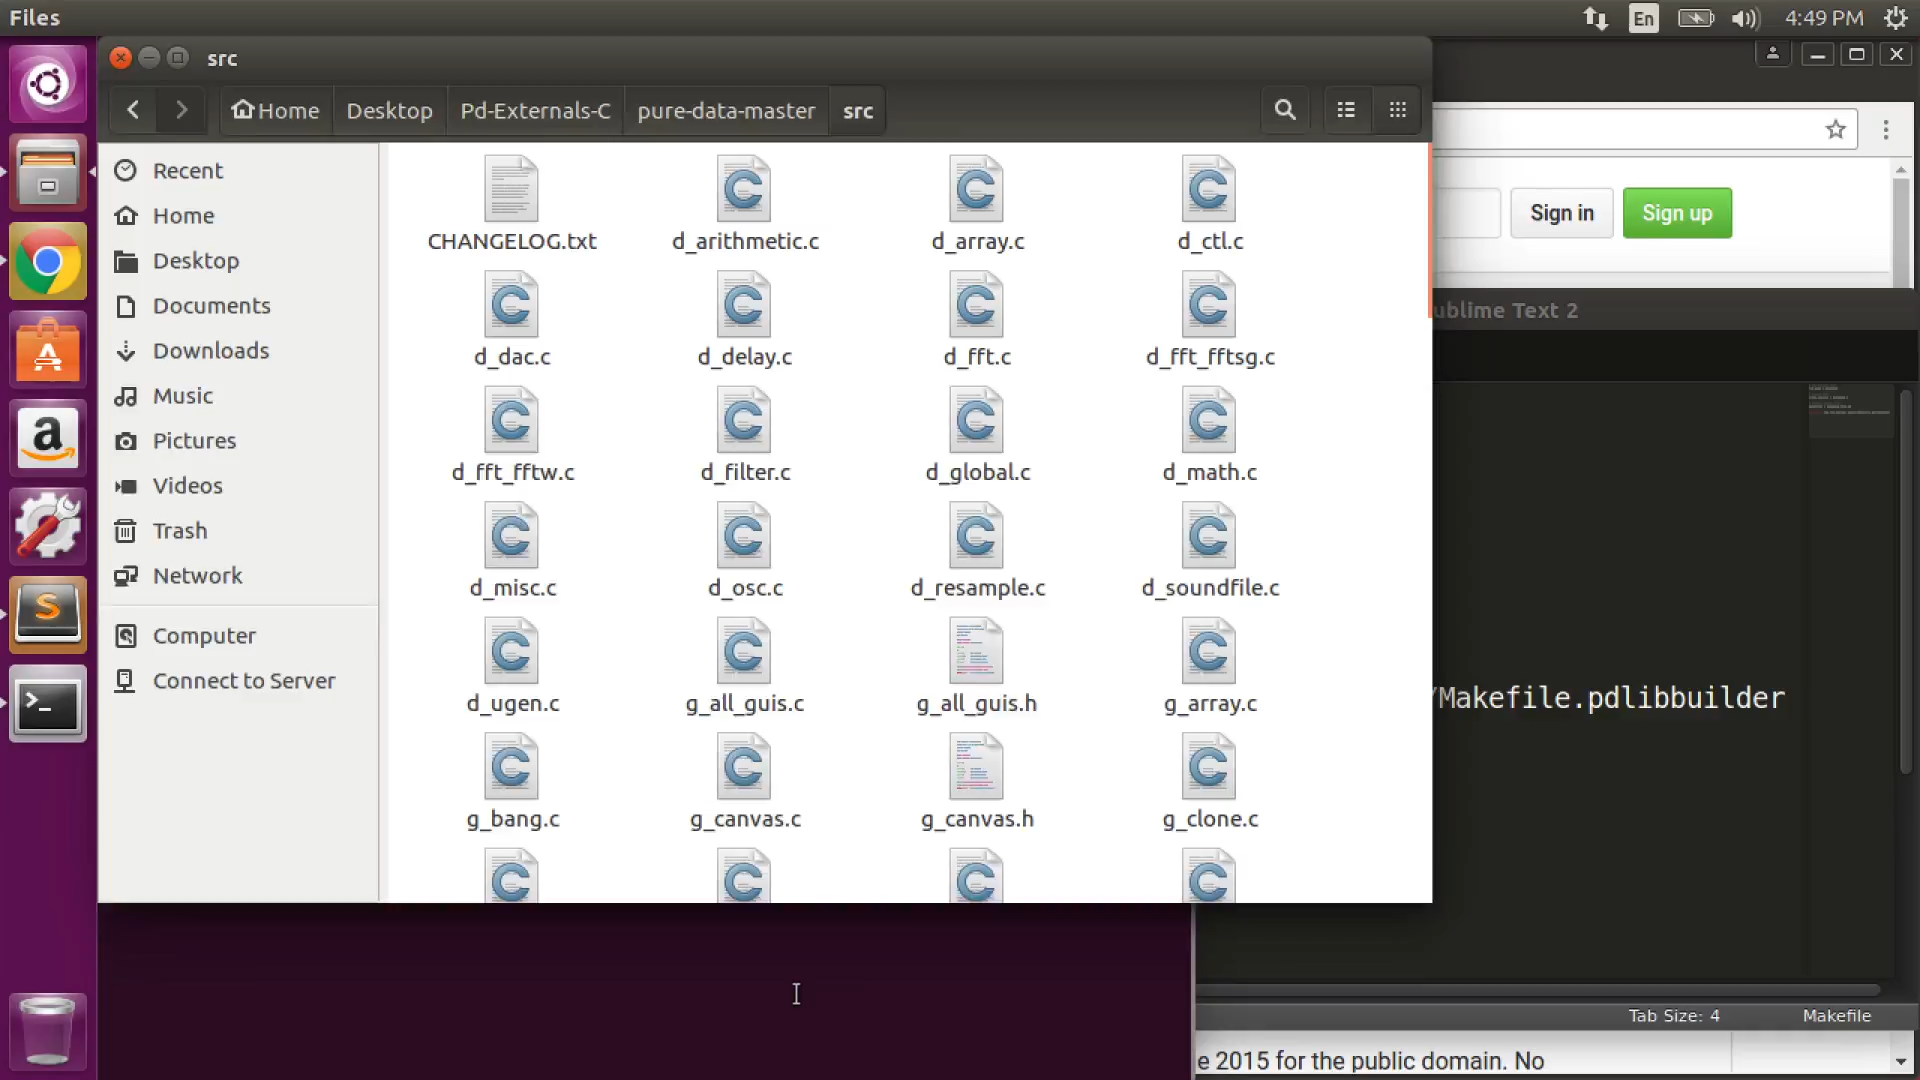 Files
En
4:49 PM
src
Home
Desktop
Pd-Externals-C
pure-data-master
src
Recent
Home
Desktop
Documents
Downloads
Music
Pictures
Videos
Trash
Network
Computer
Connect to Server
CHANGELOG.txt
d_arithmetic.c
d_array.c
d_ctl.c
d_dac.c
d_delay.c
d_fft.c
d_fft_fftsg.c
d_fft_fftw.c
d_filter.c
d_global.c
d_math.c
d_misc.c
d_osc.c
d_resample.c
d_soundfile.c
d_ugen.c
g_all_guis.c
g_all_guis.h
g_array.c
g_bang.c
g_canvas.c
g_canvas.h
g_clone.c
Sign in
Sign up
ublime Text 2
/Makefile.pdlibbuilder
Tab Size: 4
Makefile
e 2015 for the public domain. No